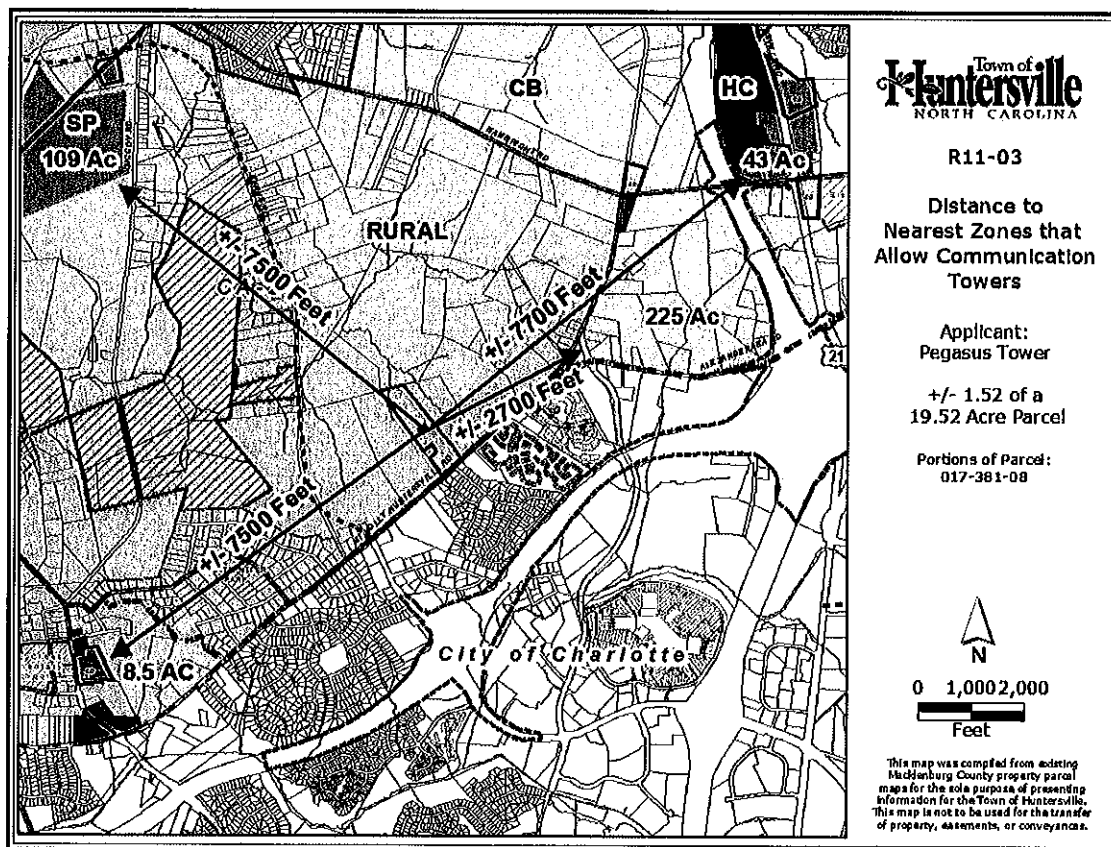 CB
HC
SP
109 Ac
43 Ac
RURAL
+/-7500 Feet
+/-7700 Feet
225 Ac
21
+/-2700 Feet
+/-7500 Feet
8.5 AC
City of Charlotte
Town of
Huntersville
NORTH CAROLINA
R11-03
Distance to
Nearest Zones that
Allow Communication
Towers
Applicant:
Pegasus Tower
+/- 1.52 of a
19.52 Acre Parcel
Portions of Parcel:
017-381-08
N
0 1,000 2,000
Feet
This map was compiled from existing
Macklenburg County property parcel
maps for the sole purpose of presenting
information for the Town of Huntersville.
This map is not to be used for the transfer
of property, easements, or conveyances.